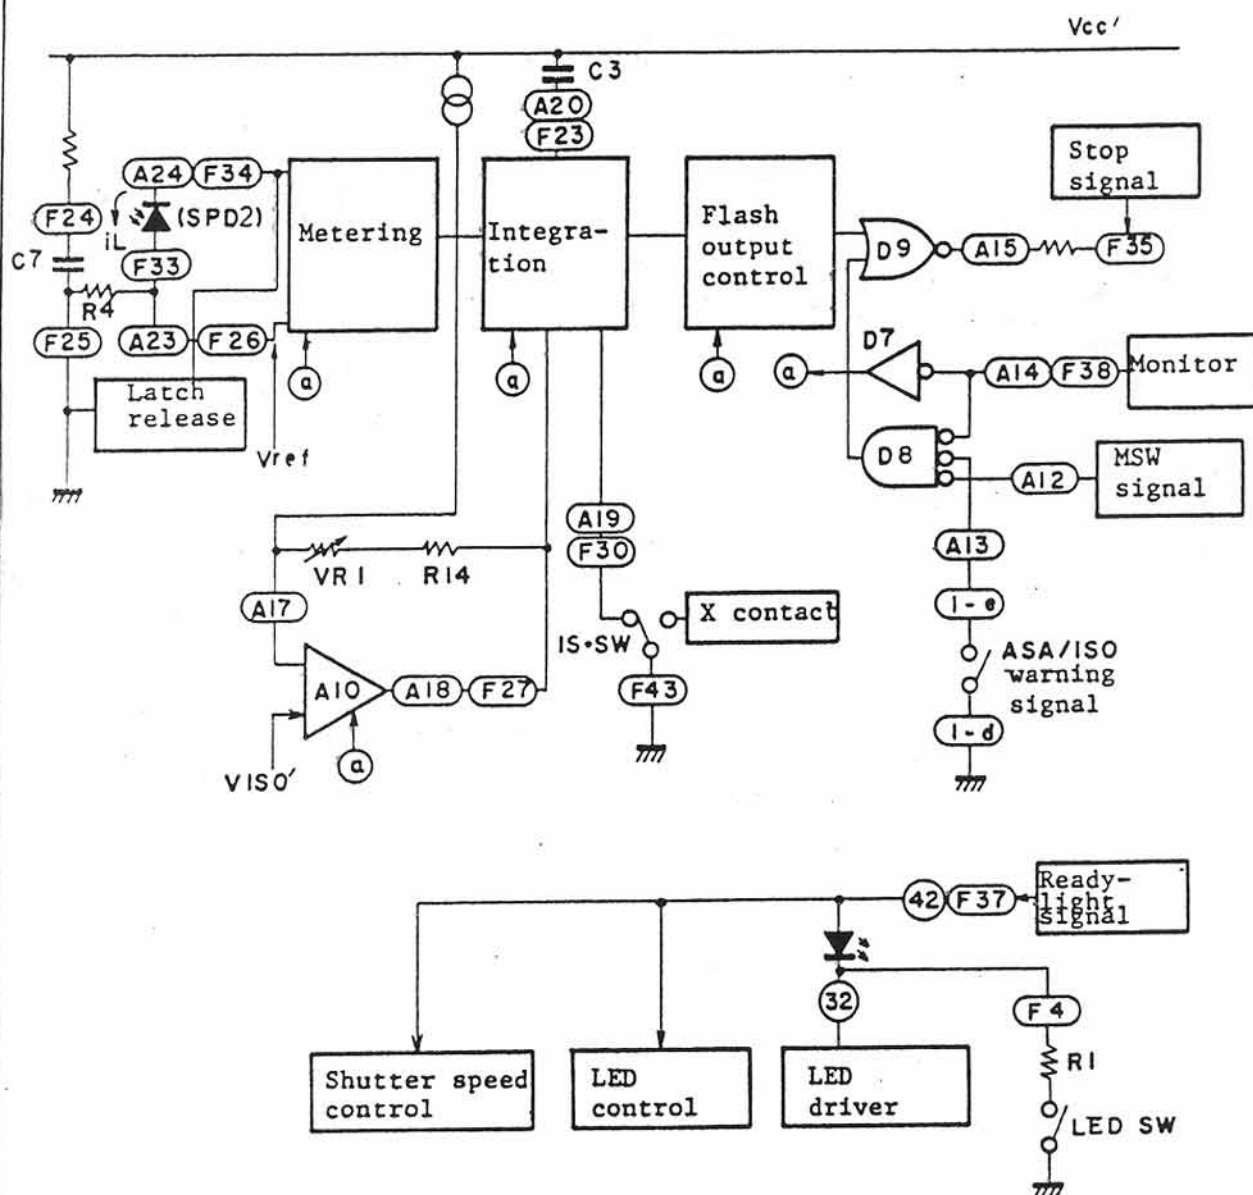 Vcc'
C3
A20
F23
Stop
signal
A24 F34
(SPD2)
F24
iL
C7
F33
R4
F25
A23 F26
Metering
Integra-
tion
Flash
output
control
D9
A15
F35
a
a
a
a
D7
A14 F38
Monitor
Latch
release
Vref
D8
A12
MSW
signal
A19
F30
A13
VR1
R14
A17
1-e
IS•SW
X contact
ASA/ISO
warning
signal
A10
A18 F27
F43
1-d
VISO'
a
42 F37
Ready-
light
signal
32
F4
R1
Shutter speed
control
LED
control
LED
driver
LED SW